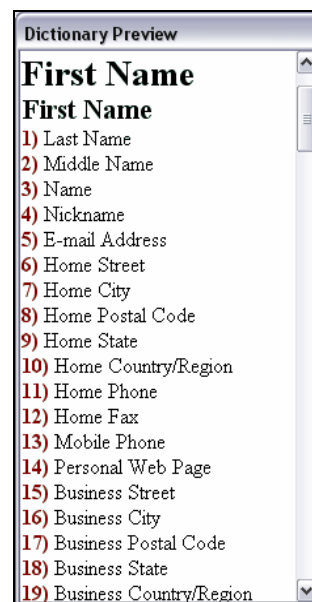 Dictionary Preview
First Name
First Name
1) Last Name
2) Middle Name
3) Name
4) Nickname
5) E-mail Address
6) Home Street
7) Home City
8) Home Postal Code
9) Home State
10) Home Country/Region
11) Home Phone
12) Home Fax
13) Mobile Phone
14) Personal Web Page
15) Business Street
16) Business City
17) Business Postal Code
18) Business State
19) Business Country/Region